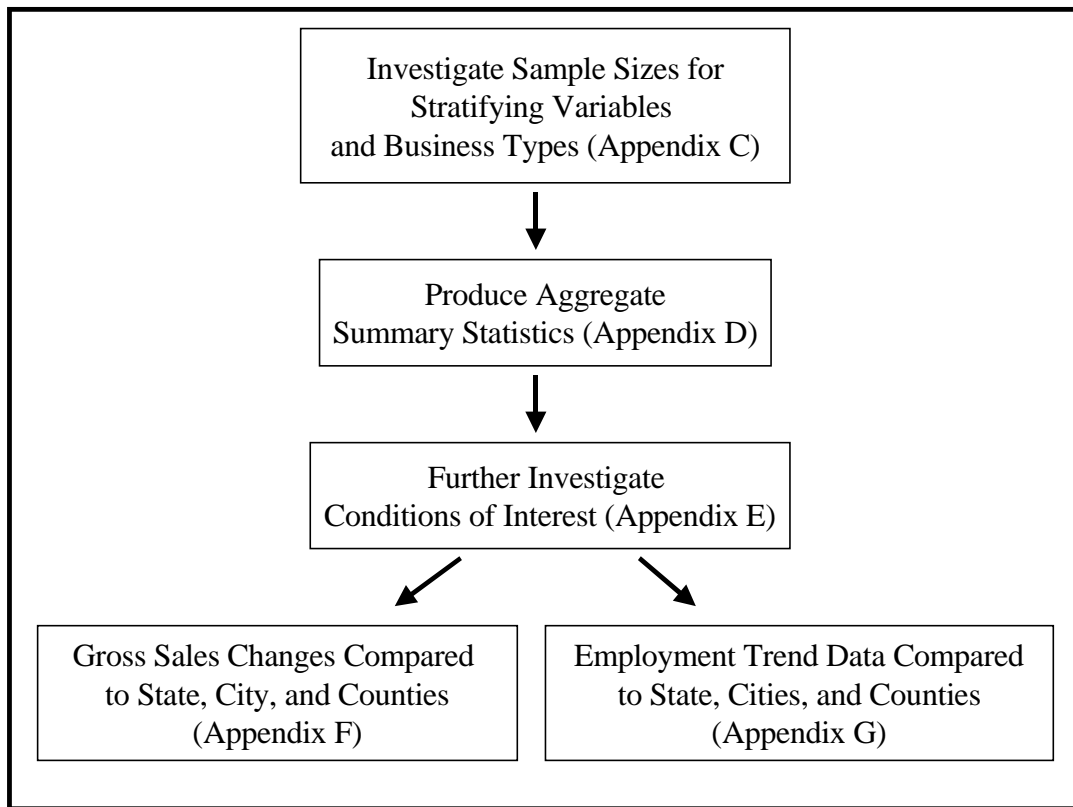 Investigate Sample Sizes for
Stratifying Variables
and Business Types (Appendix C)
Produce Aggregate
Summary Statistics (Appendix D)
Further Investigate
Conditions of Interest (Appendix E)
Gross Sales Changes Compared
to State, City, and Counties
(Appendix F)
Employment Trend Data Compared
to State, Cities, and Counties
(Appendix G)